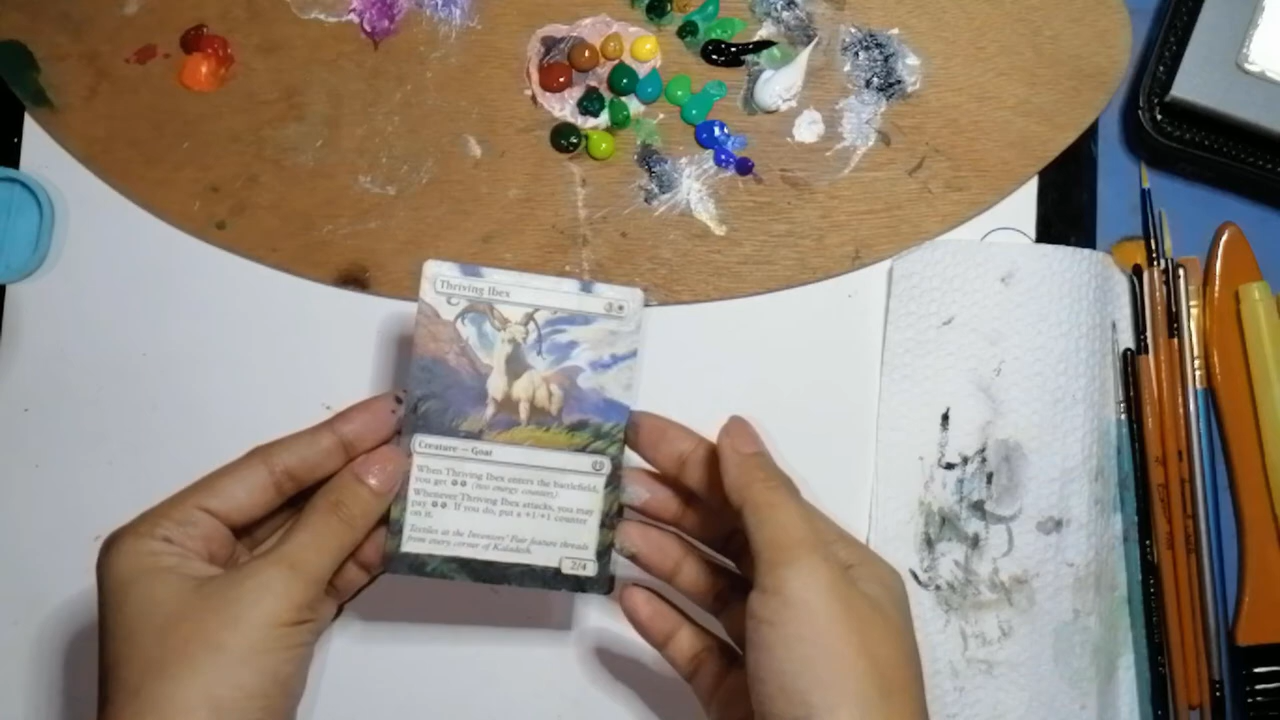 Thriving Ibex
3
Creature — Goat
When Thriving Ibex enters the battlefield,
you get (two energy counters).
Whenever Thriving Ibex attacks, you may
pay . If you do, put a +1/+1 counter
on it.
Textiles at the Inventors' Fair feature threads
from every corner of Kaladesh.
2/4